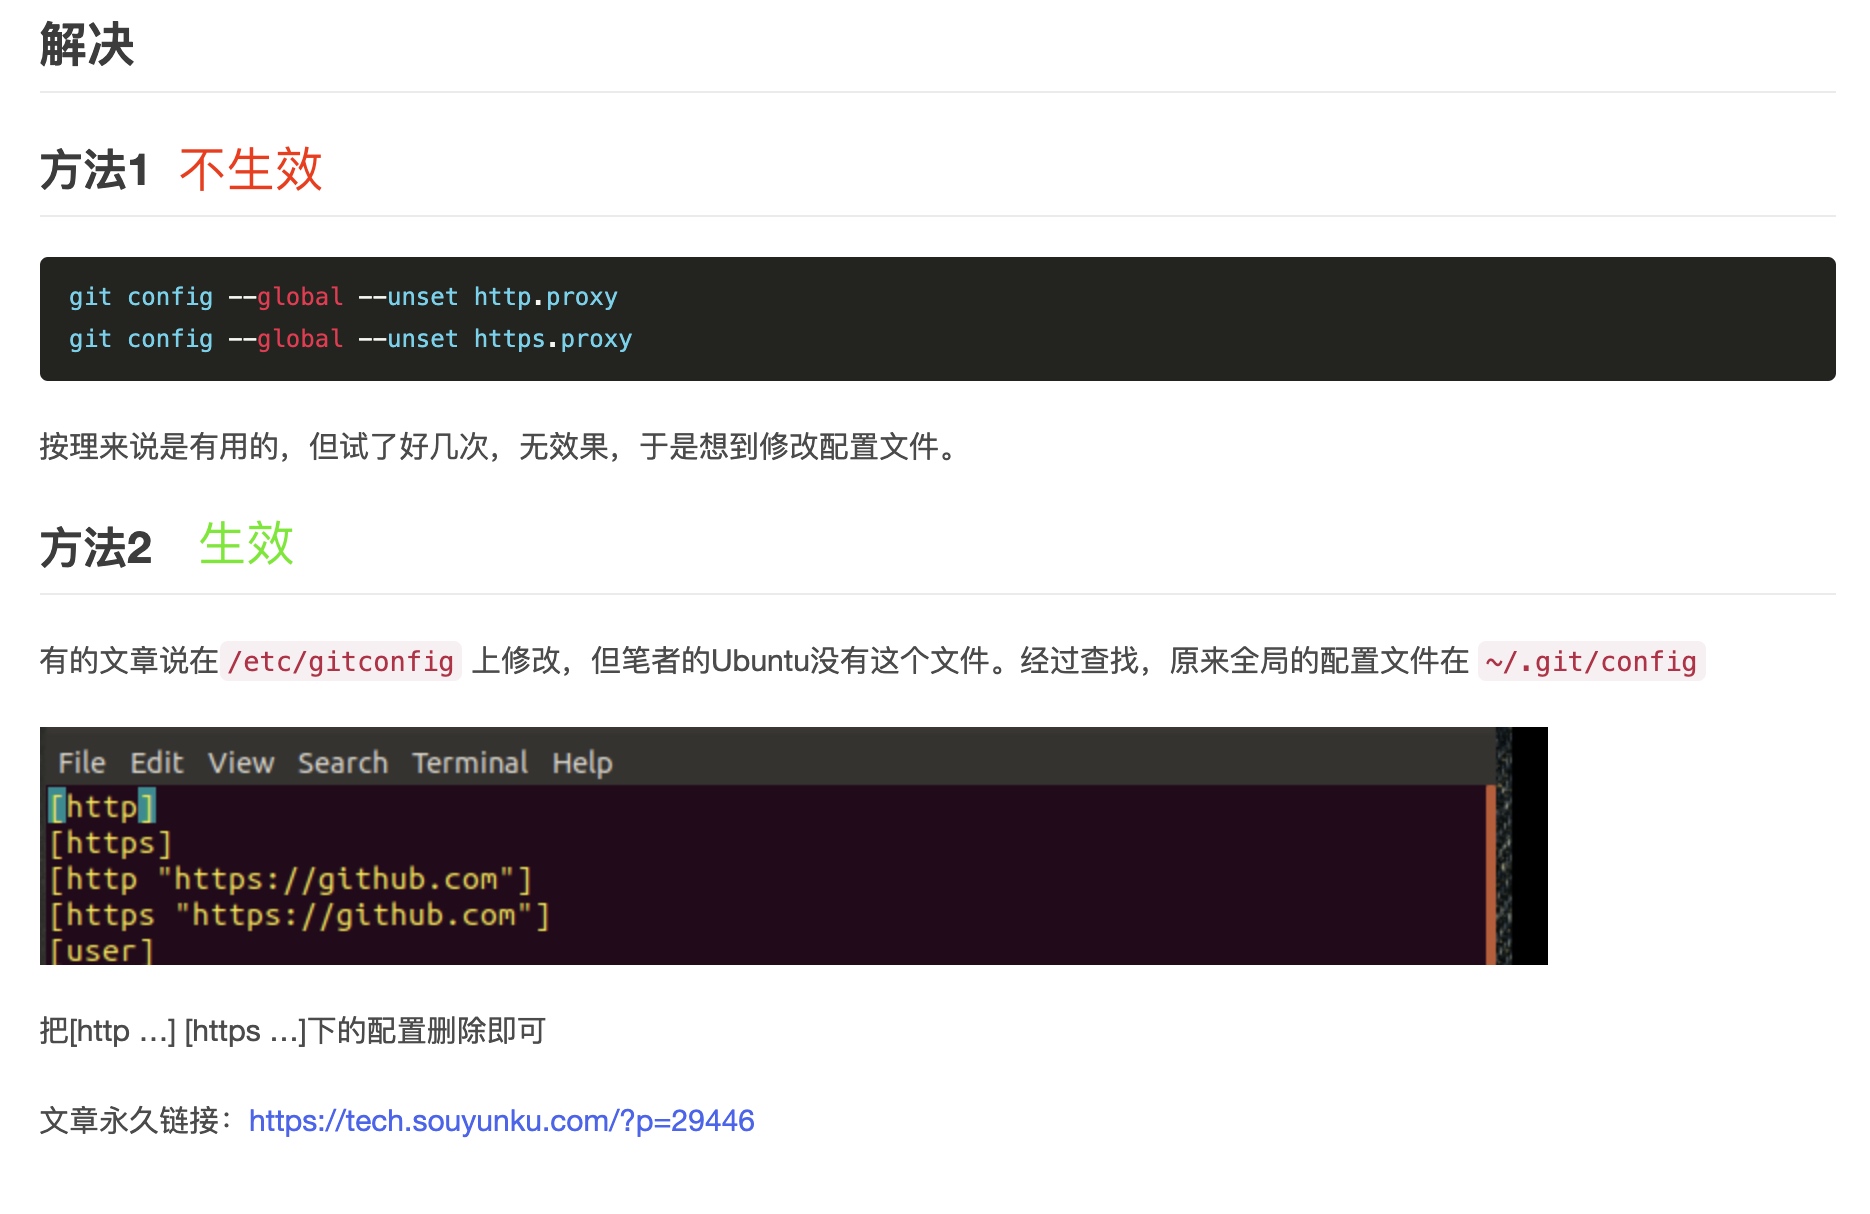 解决
方法1 不生效
git config --global --unset http.proxy
git config --global --unset https.proxy
按理来说是有用的，但试了好几次，无效果，于是想到修改配置文件。
方法2 生效
有的文章说在 /etc/gitconfig 上修改，但笔者的Ubuntu没有这个文件。经过查找，原来全局的配置文件在 ~/.git/config
File Edit View Search Terminal Help
[http]
[https]
[http "https://github.com"]
[https "https://github.com"]
[user]
把[http …] [https …]下的配置删除即可
文章永久链接：https://tech.souyunku.com/?p=29446